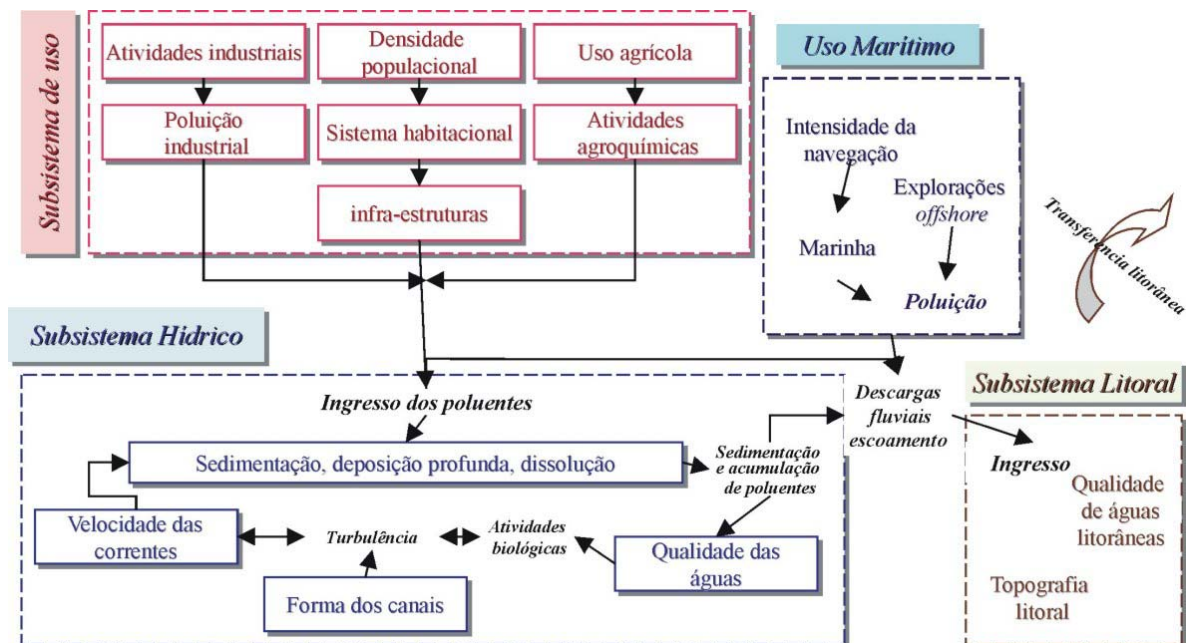 Subsistema de uso
Atividades industriais
Poluição
industrial
Densidade
populacional
Sistema habitacional
infra-estruturas
Uso agrícola
Atividades
agroquímicas
Uso Marítimo
Intensidade da
navegação
Explorações
offshore
Marinha
Poluição
Transferência litorânea
Subsistema Hídrico
Ingresso dos poluentes
Sedimentação, deposição profunda, dissolução
Sedimentação
e acumulação
de poluentes
Velocidade das
correntes
Turbulência
Atividades
biológicas
Qualidade das
águas
Forma dos canais
Descargas
fluviais
escoamento
Subsistema Litoral
Ingresso
Qualidade
de águas
litorâneas
Topografia
litoral